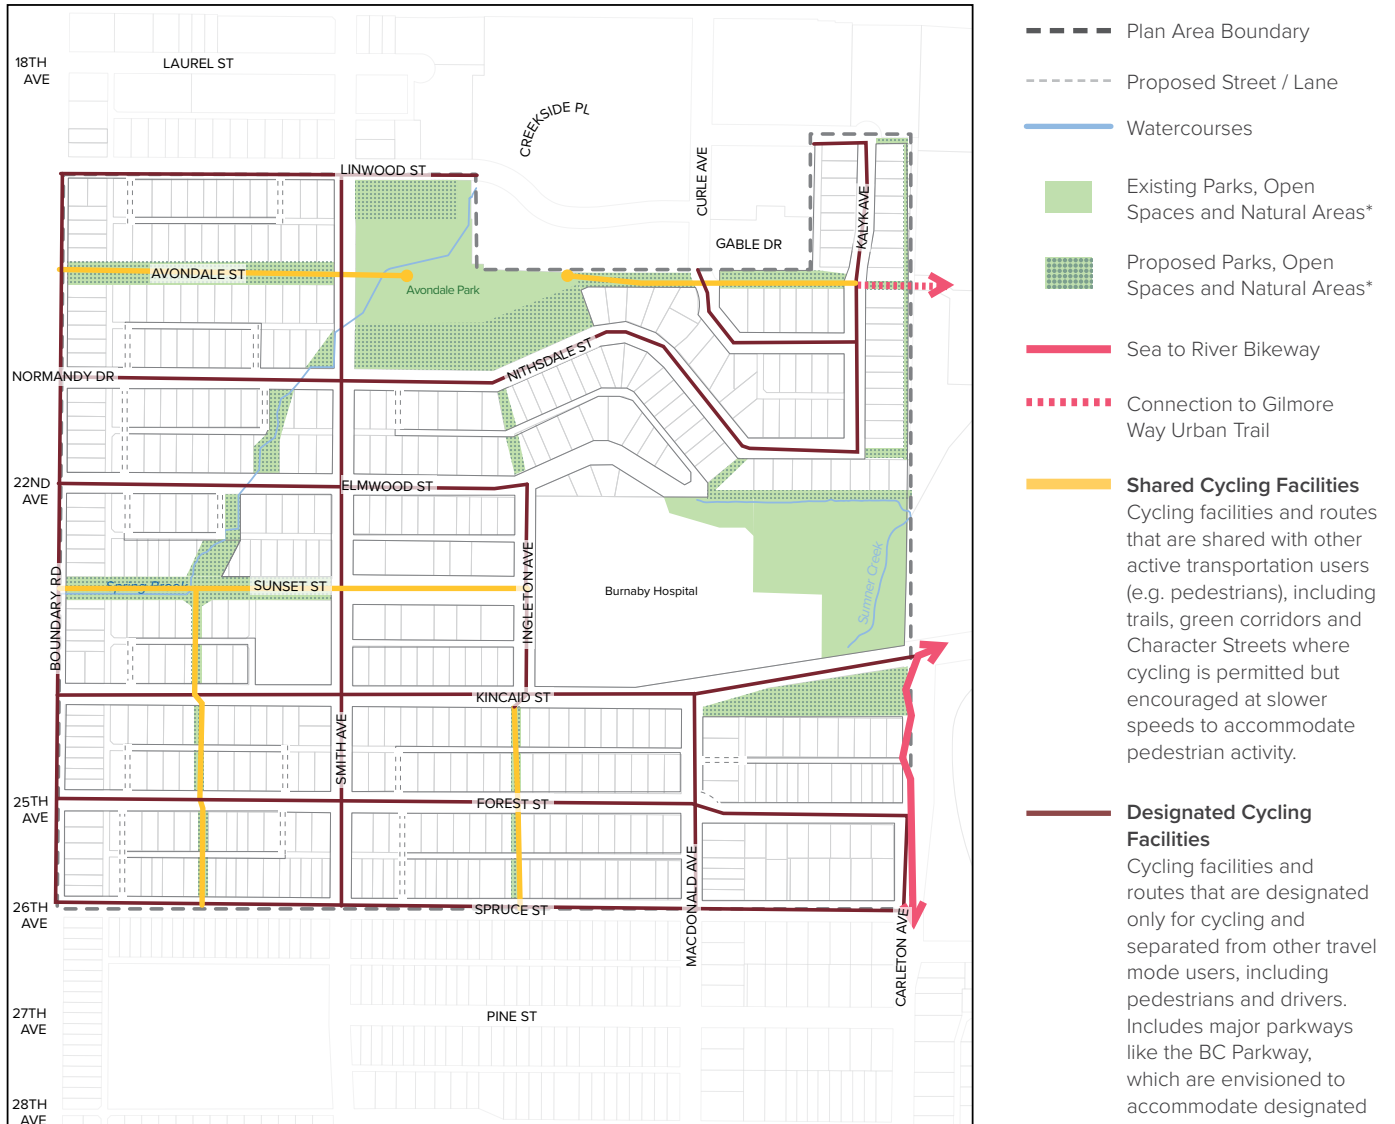 18TH
AVE
LAUREL ST
CREEKSIDE PL
CURLE AVE
LINWOOD ST
KALYK AVE
GABLE DR
AVONDALE ST
Avondale Park
NITHSDALE ST
NORMANDY DR
22ND
AVE
ELMWOOD ST
INGLETON AVE
Sumner Creek
Spring Brook
SUNSET ST
Burnaby Hospital
BOUNDARY RD
KINCAID ST
SMITH AVE
25TH
AVE
FOREST ST
MACDONALD AVE
26TH
AVE
SPRUCE ST
CARLETON AVE
27TH
AVE
PINE ST
28TH
AVE
Plan Area Boundary
Proposed Street / Lane
Watercourses
Existing Parks, Open
Spaces and Natural Areas*
Proposed Parks, Open
Spaces and Natural Areas*
Sea to River Bikeway
Connection to Gilmore
Way Urban Trail
Shared Cycling Facilities
Cycling facilities and routes
that are shared with other
active transportation users
(e.g. pedestrians), including
trails, green corridors and
Character Streets where
cycling is permitted but
encouraged at slower
speeds to accommodate
pedestrian activity.
Designated Cycling
Facilities
Cycling facilities and
routes that are designated
only for cycling and
separated from other travel
mode users, including
pedestrians and drivers.
Includes major parkways
like the BC Parkway,
which are envisioned to
accommodate designated